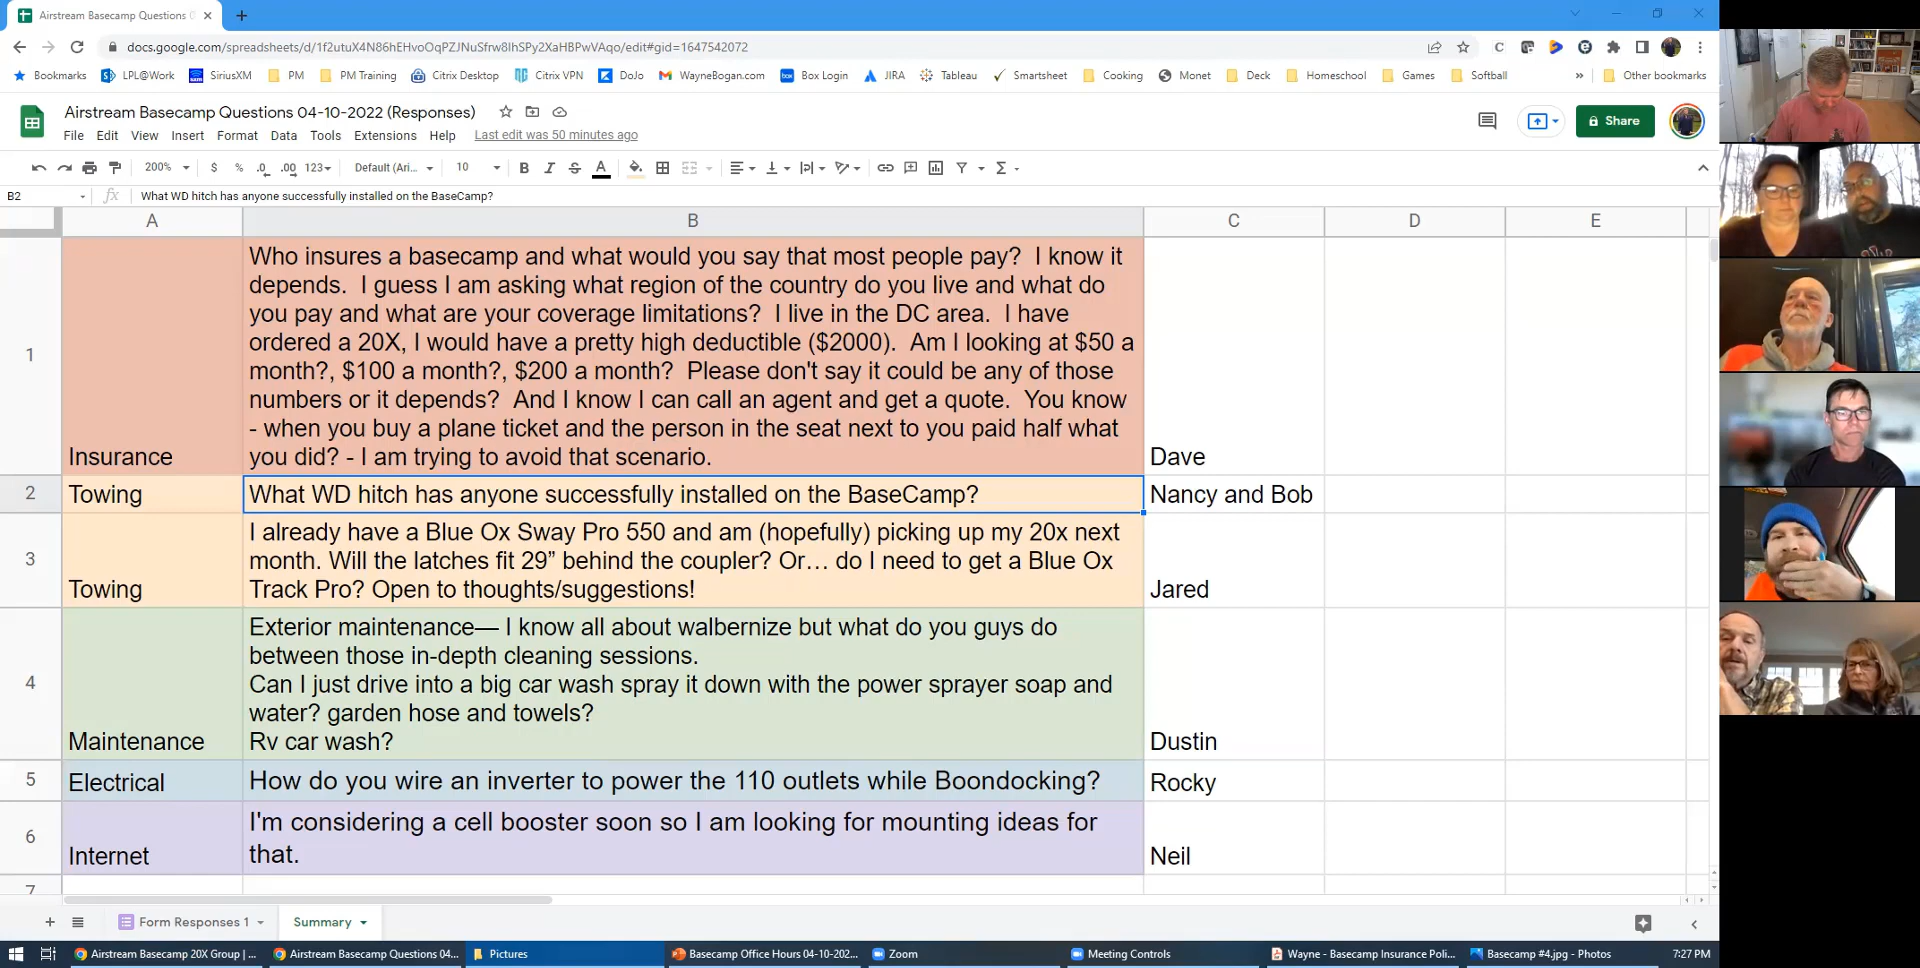 Airstream Basecamp Questions 0
docs.google.com/spreadsheets/d/1f2utuX4N86hEHvoOqPZJNuSfrw8IhSPy2XaHBPwVAqo/edit#gid=1647542072
Bookmarks LPL@Work SiriusXM PM PM Training Citrix Desktop Citrix VPN DoJo WayneBogan.com Box Login JIRA Tableau Smartsheet Cooking Monet Deck Homeschool Games Softball » Other bookmarks
Airstream Basecamp Questions 04-10-2022 (Responses)
Share
File Edit View Insert Format Data Tools Extensions Help Last edit was 50 minutes ago
200% $ % .0 .00 123 Default (Ari... 10 B I S A
B2 fx What WD hitch has anyone successfully installed on the BaseCamp?
A B C D E
1
Who insures a basecamp and what would you say that most people pay? I know it
depends. I guess I am asking what region of the country do you live and what do
you pay and what are your coverage limitations? I live in the DC area. I have
ordered a 20X, I would have a pretty high deductible ($2000). Am I looking at $50 a
month?, $100 a month?, $200 a month? Please don't say it could be any of those
numbers or it depends? And I know I can call an agent and get a quote. You know
- when you buy a plane ticket and the person in the seat next to you paid half what
Insurance you did? - I am trying to avoid that scenario. Dave
2 Towing What WD hitch has anyone successfully installed on the BaseCamp? Nancy and Bob
3
I already have a Blue Ox Sway Pro 550 and am (hopefully) picking up my 20x next
month. Will the latches fit 29” behind the coupler? Or… do I need to get a Blue Ox
Towing Track Pro? Open to thoughts/suggestions! Jared
4
Exterior maintenance— I know all about walbernize but what do you guys do
between those in-depth cleaning sessions.
Can I just drive into a big car wash spray it down with the power sprayer soap and
water? garden hose and towels?
Maintenance Rv car wash? Dustin
5 Electrical How do you wire an inverter to power the 110 outlets while Boondocking? Rocky
6
I'm considering a cell booster soon so I am looking for mounting ideas for
Internet that. Neil
7
Form Responses 1 Summary
Airstream Basecamp 20X Group |... Airstream Basecamp Questions 04... Pictures Basecamp Office Hours 04-10-202... Zoom Meeting Controls Wayne - Basecamp Insurance Poli... Basecamp #4.jpg - Photos 7:27 PM